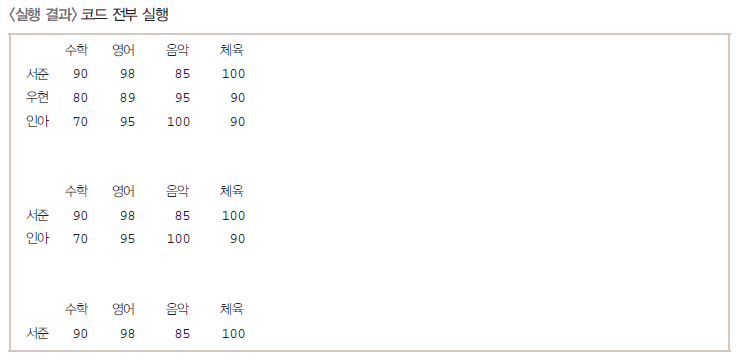 〈실행 결과〉 코드 전부 실행
수학 영어 음악 체육
서준 90 98 85 100
우현 80 89 95 90
인아 70 95 100 90
수학 영어 음악 체육
서준 90 98 85 100
인아 70 95 100 90
수학 영어 음악 체육
서준 90 98 85 100